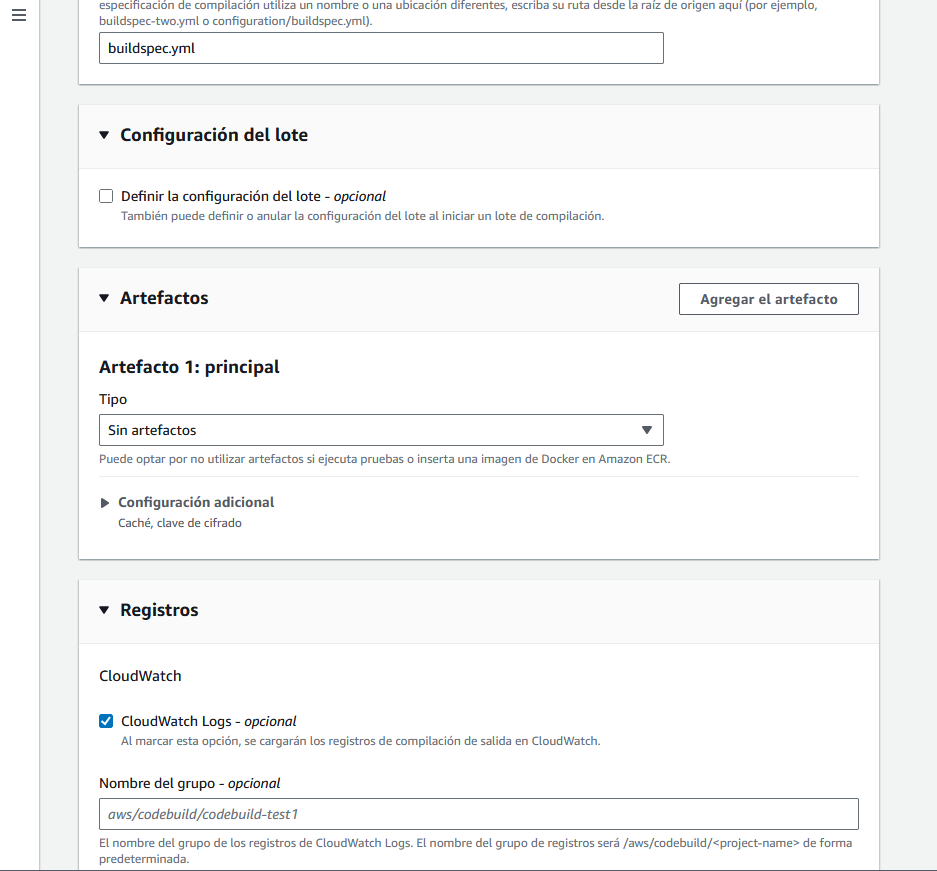 especificación de compilación utiliza un nombre o una ubicación diferentes, escriba su ruta desde la raíz de origen aquí (por ejemplo,
buildspec-two.yml o configuration/buildspec.yml).
buildspec.yml
Configuración del lote
Definir la configuración del lote - opcional
También puede definir o anular la configuración del lote al iniciar un lote de compilación.
Artefactos
Agregar el artefacto
Artefacto 1: principal
Tipo
Sin artefactos
Puede optar por no utilizar artefactos si ejecuta pruebas o inserta una imagen de Docker en Amazon ECR.
Configuración adicional
Caché, clave de cifrado
Registros
CloudWatch
CloudWatch Logs - opcional
Al marcar esta opción, se cargarán los registros de compilación de salida en CloudWatch.
Nombre del grupo - opcional
aws/codebuild/codebuild-test1
El nombre del grupo de los registros de CloudWatch Logs. El nombre del grupo de registros será /aws/codebuild/<project-name> de forma
predeterminada.